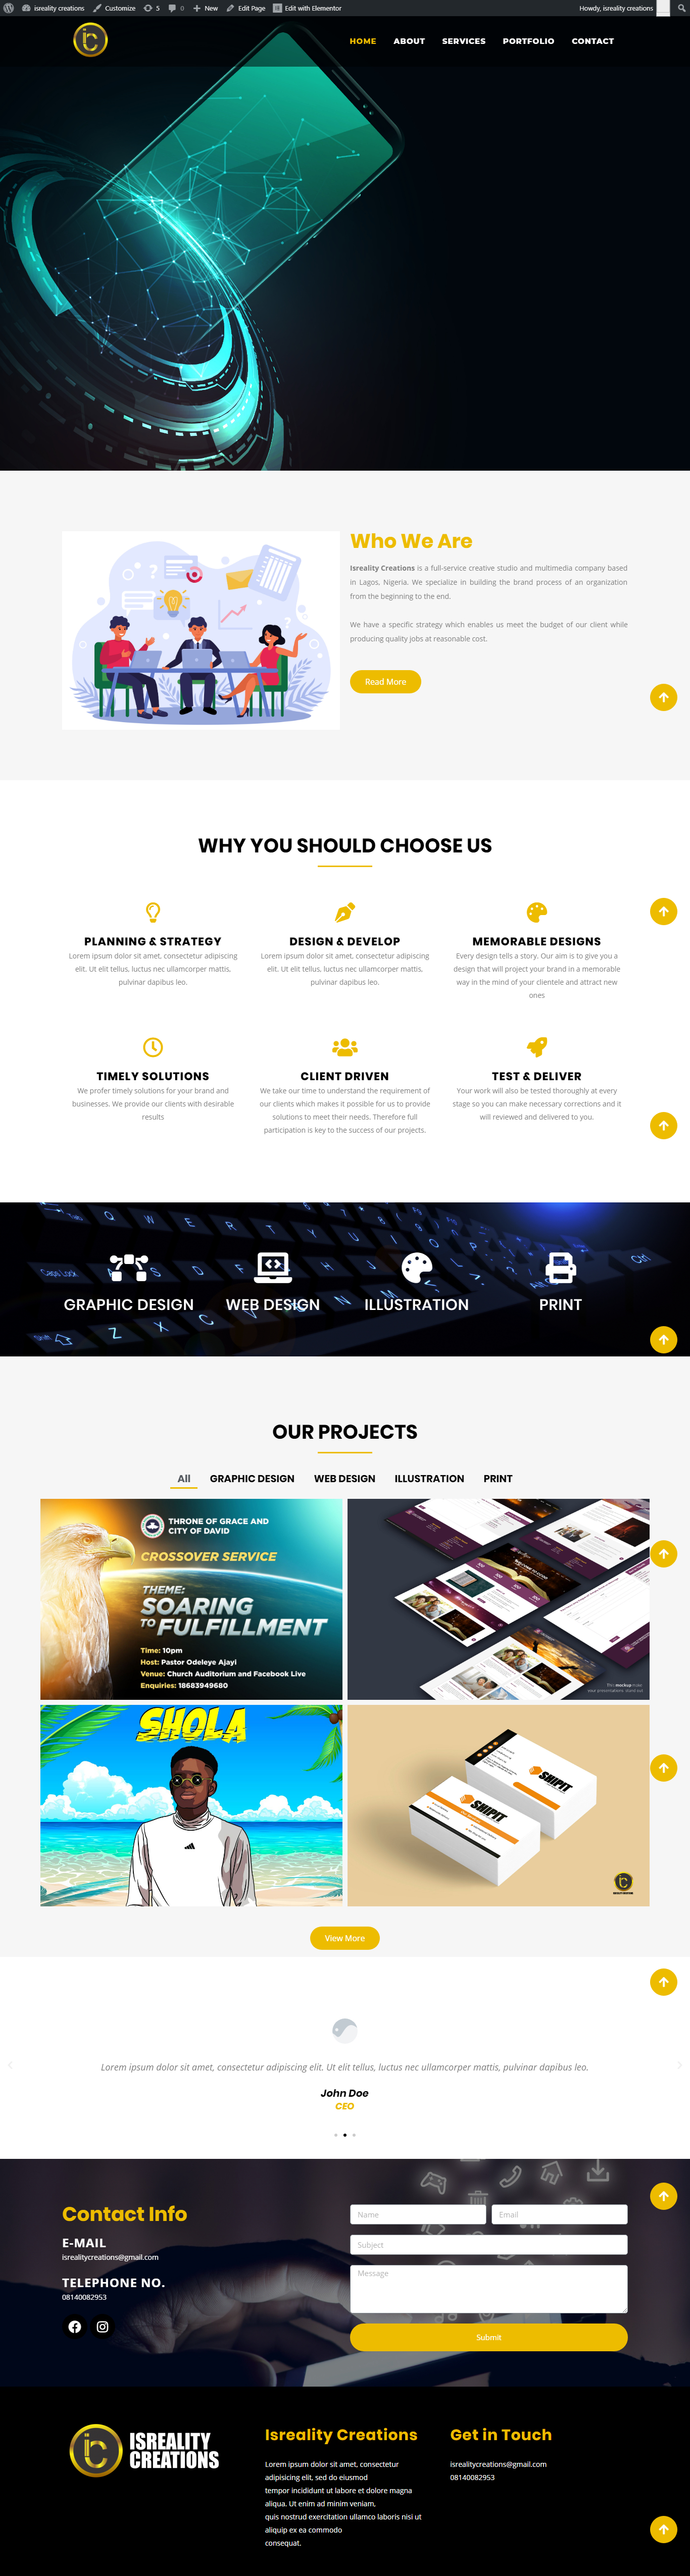 isreality creations Customize 5 0 New Edit Page Edit with Elementor Howdy, isreality creations
HOME ABOUT SERVICES PORTFOLIO CONTACT
Who We Are
Isreality Creations is a full-service creative studio and multimedia company based
in Lagos, Nigeria. We specialize in building the brand process of an organization
from the beginning to the end.
We have a specific strategy which enables us meet the budget of our client while
producing quality jobs at reasonable cost.
Read More
WHY YOU SHOULD CHOOSE US
PLANNING & STRATEGY
Lorem ipsum dolor sit amet, consectetur adipiscing
elit. Ut elit tellus, luctus nec ullamcorper mattis,
pulvinar dapibus leo.
DESIGN & DEVELOP
Lorem ipsum dolor sit amet, consectetur adipiscing
elit. Ut elit tellus, luctus nec ullamcorper mattis,
pulvinar dapibus leo.
MEMORABLE DESIGNS
Every design tells a story. Our aim is to give you a
design that will project your brand in a memorable
way in the mind of your clientele and attract new
ones
TIMELY SOLUTIONS
We profer timely solutions for your brand and
businesses. We provide our clients with desirable
results
CLIENT DRIVEN
We take our time to understand the requirement of
our clients which makes it possible for us to provide
solutions to meet their needs. Therefore full
participation is key to the success of our projects.
TEST & DELIVER
Your work will also be tested thoroughly at every
stage so you can make necessary corrections and it
will reviewed and delivered to you.
GRAPHIC DESIGN WEB DESIGN ILLUSTRATION PRINT
OUR PROJECTS
All GRAPHIC DESIGN WEB DESIGN ILLUSTRATION PRINT
THRONE OF GRACE AND
CITY OF DAVID
CROSSOVER SERVICE
THEME:
SOARING
TO FULFILLMENT
Time: 10pm
Host: Pastor Odeleye Ajayi
Venue: Church Auditorium and Facebook Live
Enquiries: 18683949680
SHOLA
SHIPIT
SHIPIT
View More
Lorem ipsum dolor sit amet, consectetur adipiscing elit. Ut elit tellus, luctus nec ullamcorper mattis, pulvinar dapibus leo.
John Doe
CEO
Contact Info
E-MAIL
isrealitycreations@gmail.com
TELEPHONE NO.
08140082953
Name Email
Subject
Message
Submit
ISREALITY
CREATIONS
Isreality Creations
Lorem ipsum dolor sit amet, consectetur
adipisicing elit, sed do eiusmod
tempor incididunt ut labore et dolore magna
aliqua. Ut enim ad minim veniam,
quis nostrud exercitation ullamco laboris nisi ut
aliquip ex ea commodo
consequat.
Get in Touch
isrealitycreations@gmail.com
08140082953